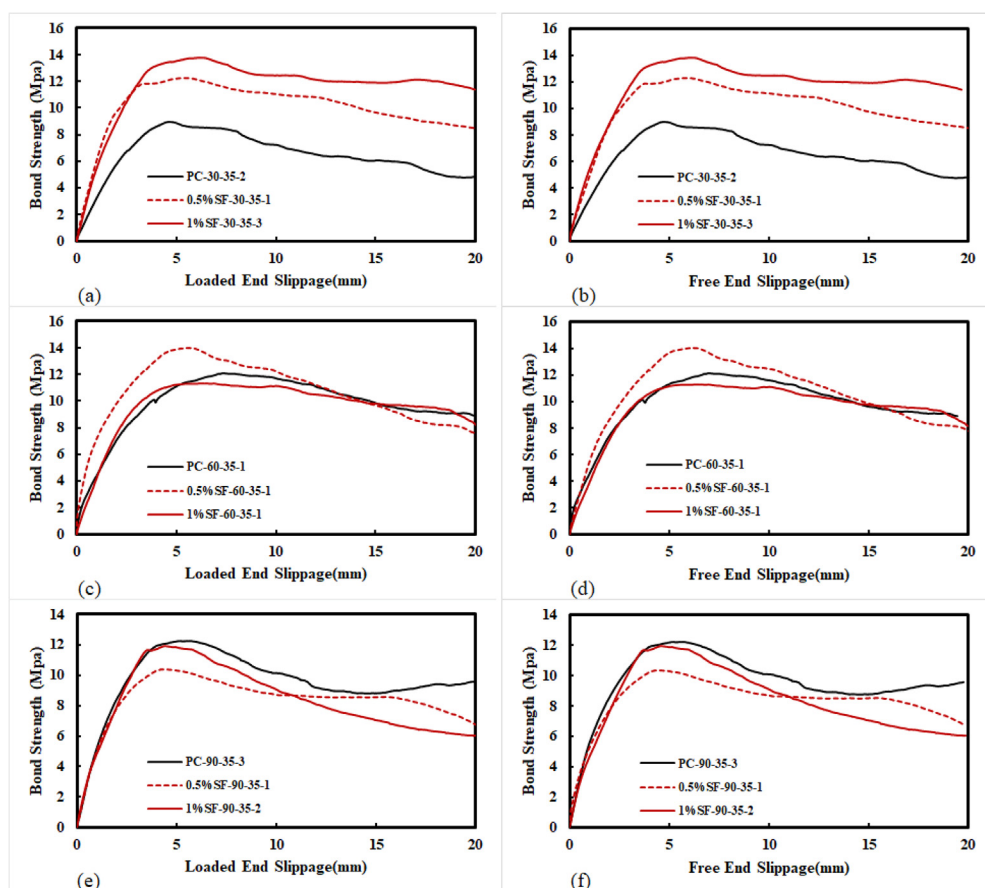 16
14
12
10
8
6
4
2
0
Bond Strength (Mpa)
PC-30-35-2
0.5%SF-30-35-1
1%SF-30-35-3
0 5 10 15 20
Loaded End Slippage(mm)
(a)
16
14
12
10
8
6
4
2
0
Bond Strength (Mpa)
PC-30-35-2
0.5%SF-30-35-1
1%SF-30-35-3
0 5 10 15 20
Free End Slippage(mm)
(b)
16
14
12
10
8
6
4
2
0
Bond Strength (Mpa)
PC-60-35-1
0.5%SF-60-35-1
1%SF-60-35-1
0 5 10 15 20
Loaded End Slippage(mm)
(c)
16
14
12
10
8
6
4
2
0
Bond Strength (Mpa)
PC-60-35-1
0.5%SF-60-35-1
1%SF-60-35-1
0 5 10 15 20
Free End Slippage(mm)
(d)
14
12
10
8
6
4
2
0
Bond Strength (Mpa)
PC-90-35-3
0.5%SF-90-35-1
1%SF-90-35-2
0 5 10 15 20
Loaded End Slippage(mm)
(e)
14
12
10
8
6
4
2
0
Bond Strength (Mpa)
PC-90-35-3
0.5%SF-90-35-1
1%SF-90-35-2
0 5 10 15 20
Free End Slippage(mm)
(f)